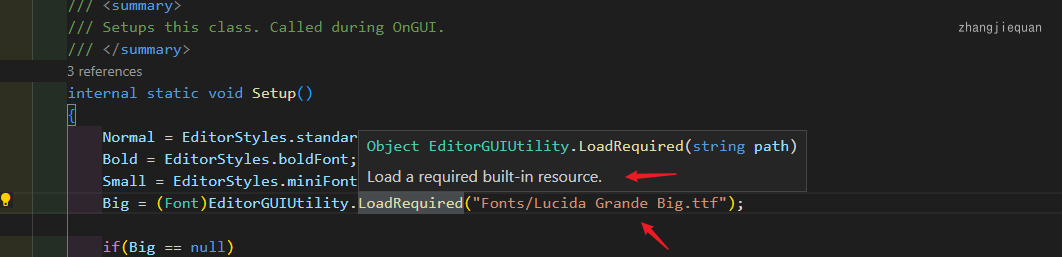 /// <summary>
/// Setups this class. Called during OnGUI.
zhangjiequan
/// </summary>
3 references
internal static void Setup()
{
Normal = EditorStyles.standar
Object EditorGUIUtility.LoadRequired(string path)
Bold = EditorStyles.boldFont;
Load a required built-in resource.
Small = EditorStyles.miniFont
Big = (Font)EditorGUIUtility.LoadRequired("Fonts/Lucida Grande Big.ttf");
if(Big == null)